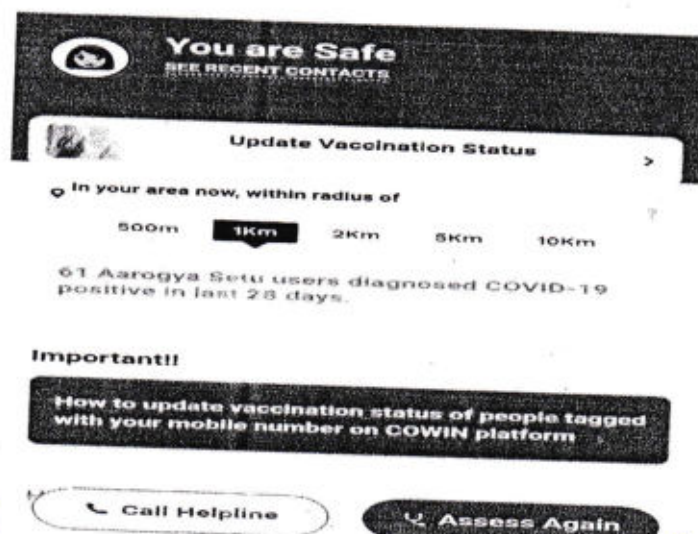 You are Safe
SEE RECENT CONTACTS
Update Vaccination Status >
In your area now, within radius of
?
500m 1Km 2Km 5Km 10Km
61 Aarogya Setu users diagnosed COVID-19
positive in last 28 days.
Important!!
How to update vaccination status of people tagged
with your mobile number on COWIN platform
Call Helpline Assess Again